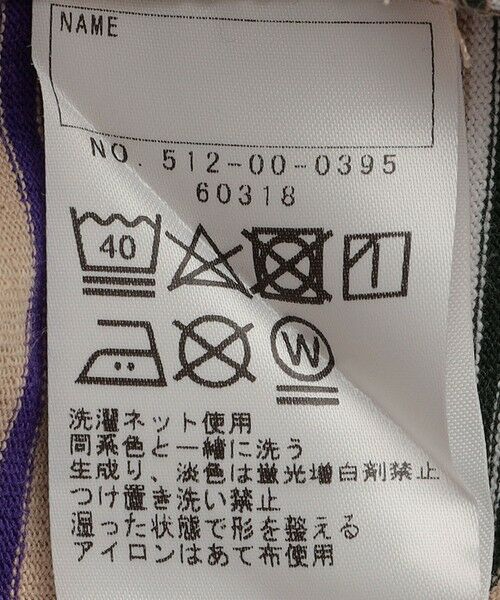 NAME
NO. 512-00-0395
60318
40
W
洗濯ネット使用
同系色と一緒に洗う
生成り、淡色は蛍光増白剤禁止
つけ置き洗い禁止
湿った状態で形を整える
アイロンはあて布使用